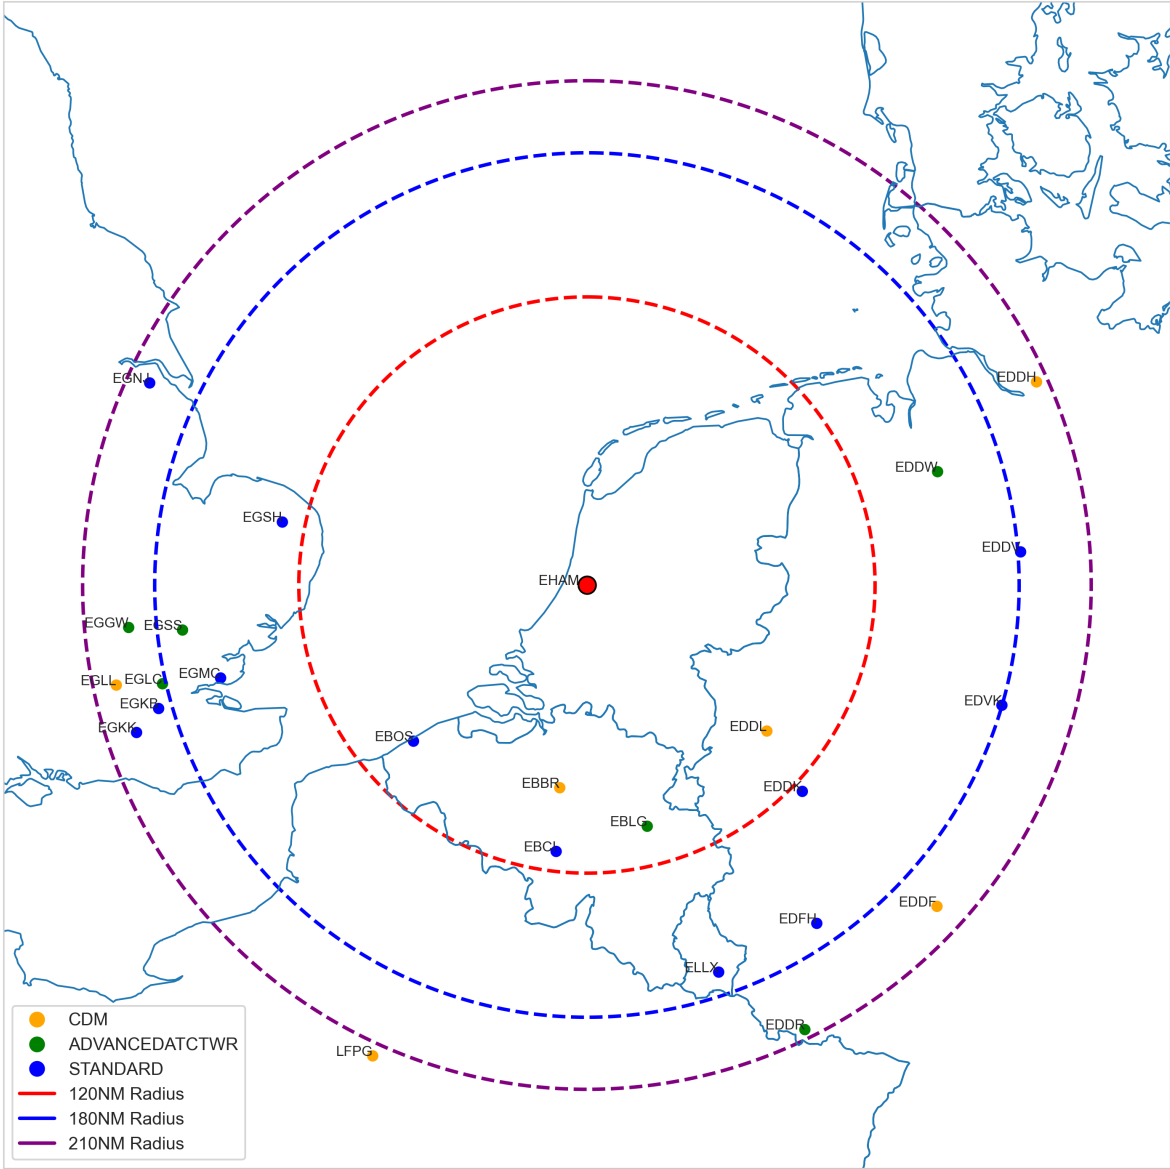 EGNJ
EDDH
EDDW
EGSH
EDDV
EHAM
EGGW
EGSS
EGLL
EGLC
EGMC
EGKB
EGKK
EDVK
EDDL
EBOS
EBBR
EDDK
EBLG
EBCI
EDDF
EDFH
ELLX
EDDR
LFPG
CDM
ADVANCEDATCTWR
STANDARD
120NM Radius
180NM Radius
210NM Radius